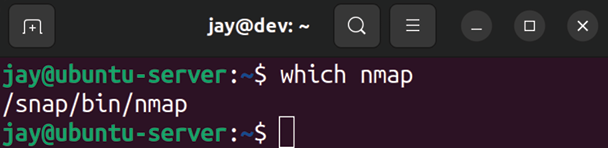 jay@dev: ~
jay@ubuntu-server:~$ which nmap
/snap/bin/nmap
jay@ubuntu-server:~$